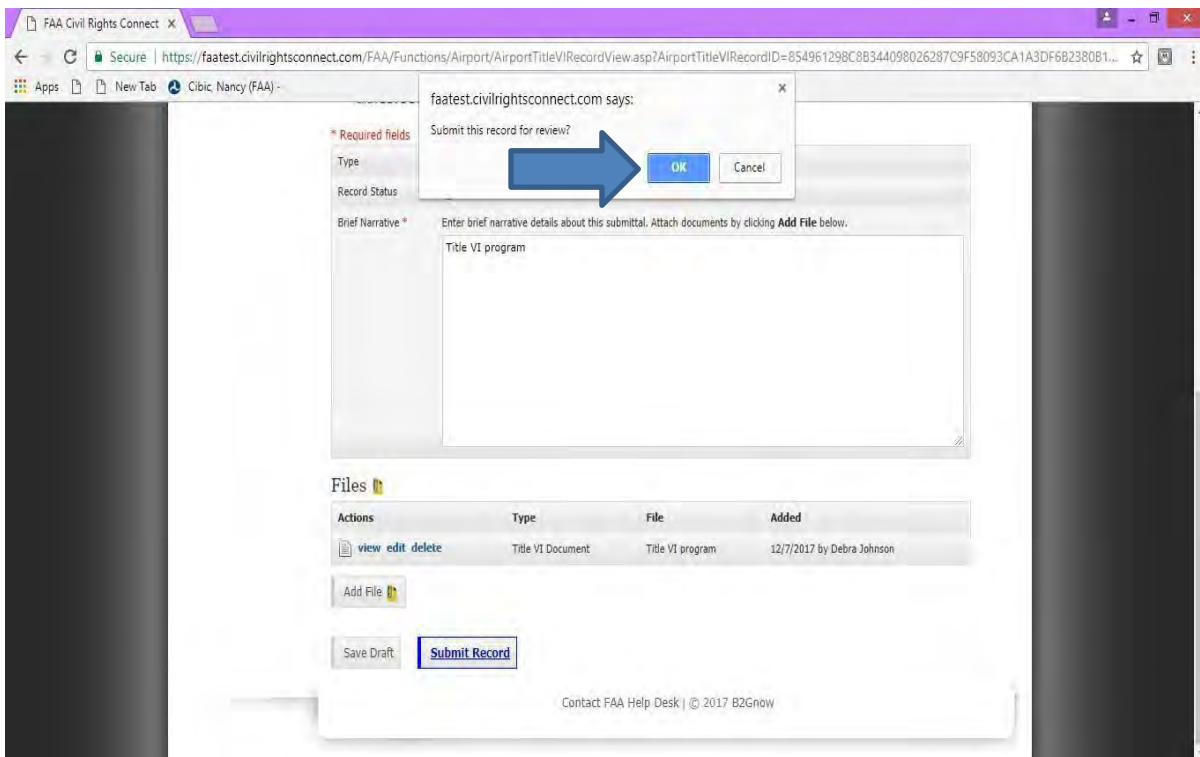 FAA Civil Rights Connect
Secure | https://faatest.civilrightsconnect.com/FAA/Functions/Airport/AirportTitleVIRecordView.asp?AirportTitleVIRecordID=854961298C8B344098026287C9F58093CA1A3DF6B2380B1...
Apps New Tab Cibic, Nancy (FAA) -
faatest.civilrightsconnect.com says:
Submit this record for review?
OK Cancel
* Required fields
Type
Record Status
Brief Narrative * Enter brief narrative details about this submittal. Attach documents by clicking Add File below.
Title VI program
Files
Actions Type File Added
view edit delete Title VI Document Title VI program 12/7/2017 by Debra Johnson
Add File
Save Draft Submit Record
Contact FAA Help Desk | © 2017 B2Gnow